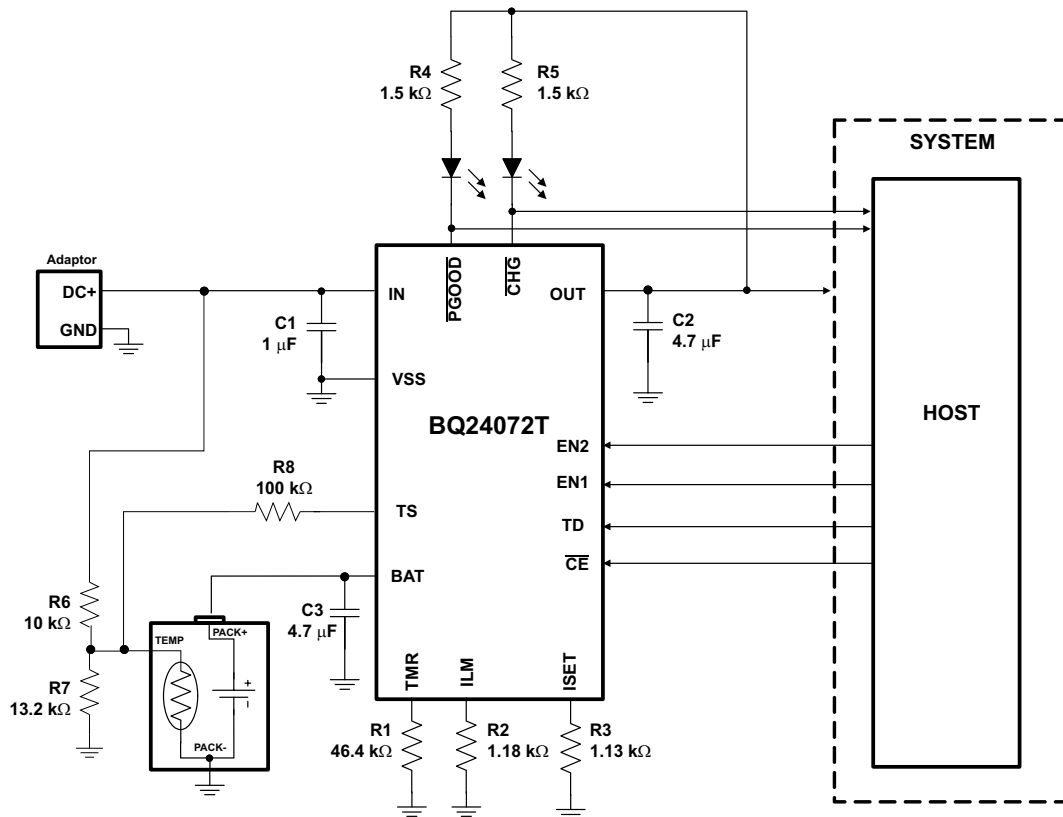 R4
1.5 kΩ
R5
1.5 kΩ
SYSTEM
Adaptor
DC+
GND
C1
1 μF
IN
PGOOD
CHG
OUT
C2
4.7 μF
VSS
BQ24072T
HOST
EN2
EN1
TD
CE
R8
100 kΩ
TS
BAT
R6
10 kΩ
R7
13.2 kΩ
TEMP
PACK+
+
–
PACK-
C3
4.7 μF
TMR
ILM
ISET
R1
46.4 kΩ
R2
1.18 kΩ
R3
1.13 kΩ